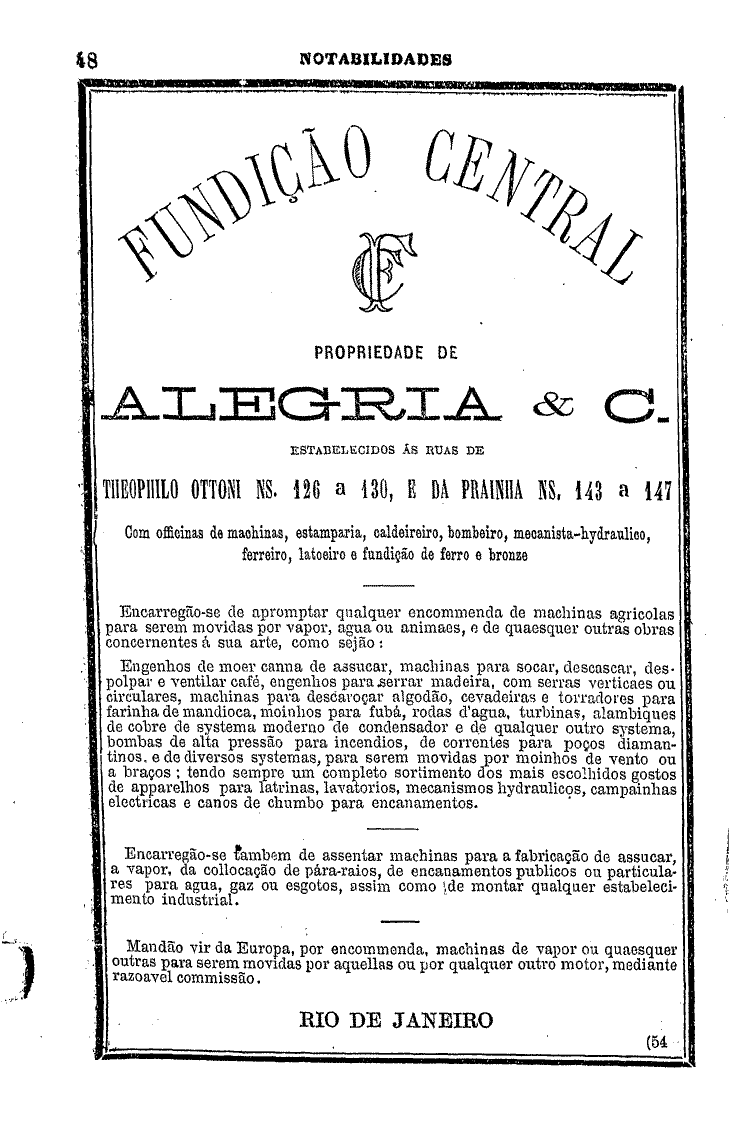 48 NOTABILIDADES
FUNDIÇÃO CENTRAL
FC
PROPRIEDADE DE
ALEGRIA & C.
ESTABELECIDOS ÁS RUAS DE
THEOPHILO OTTONI NS. 126 a 130, E DA PRAINHA NS. 143 a 147
Com officinas de machinas, estamparia, caldeireiro, bombeiro, mecanista-hydraulico,
ferreiro, latoeiro e fundição de ferro e bronze
Encarregão-se de apromptar qualquer encommenda de machinas agricolas
para serem movidas por vapor, agua ou animaes, e de quaesquer outras obras
concernentes á sua arte, como sejão:
Engenhos de moer canna de assucar, machinas para socar, descascar, des-
polpar e ventilar café, engenhos para serrar madeira, com serras verticaes ou
circulares, machinas para descaroçar algodão, cevadeiras e torradores para
farinha de mandioca, moinhos para fubá, rodas d'agua, turbinas, alambiques
de cobre de systema moderno de condensador e de qualquer outro systema,
bombas de alta pressão para incendios, de correntes para poços diaman-
tinos. e de diversos systemas, para serem movidas por moinhos de vento ou
a braços; tendo sempre um completo sortimento dos mais escolhidos gostos
de apparelhos para latrinas, lavatorios, mecanismos hydraulicos, campainhas
electricas e canos de chumbo para encanamentos.
Encarregão-se tambem de assentar machinas para a fabricação de assucar,
a vapor, da collocação de pára-raios, de encanamentos publicos ou particula-
res para agua, gaz ou esgotos, assim como de montar qualquer estabeleci-
mento industrial.
Mandão vir da Europa, por encommenda, machinas de vapor ou quaesquer
outras para serem movidas por aquellas ou por qualquer outro motor, mediante
razoavel commissão.
RIO DE JANEIRO
(54